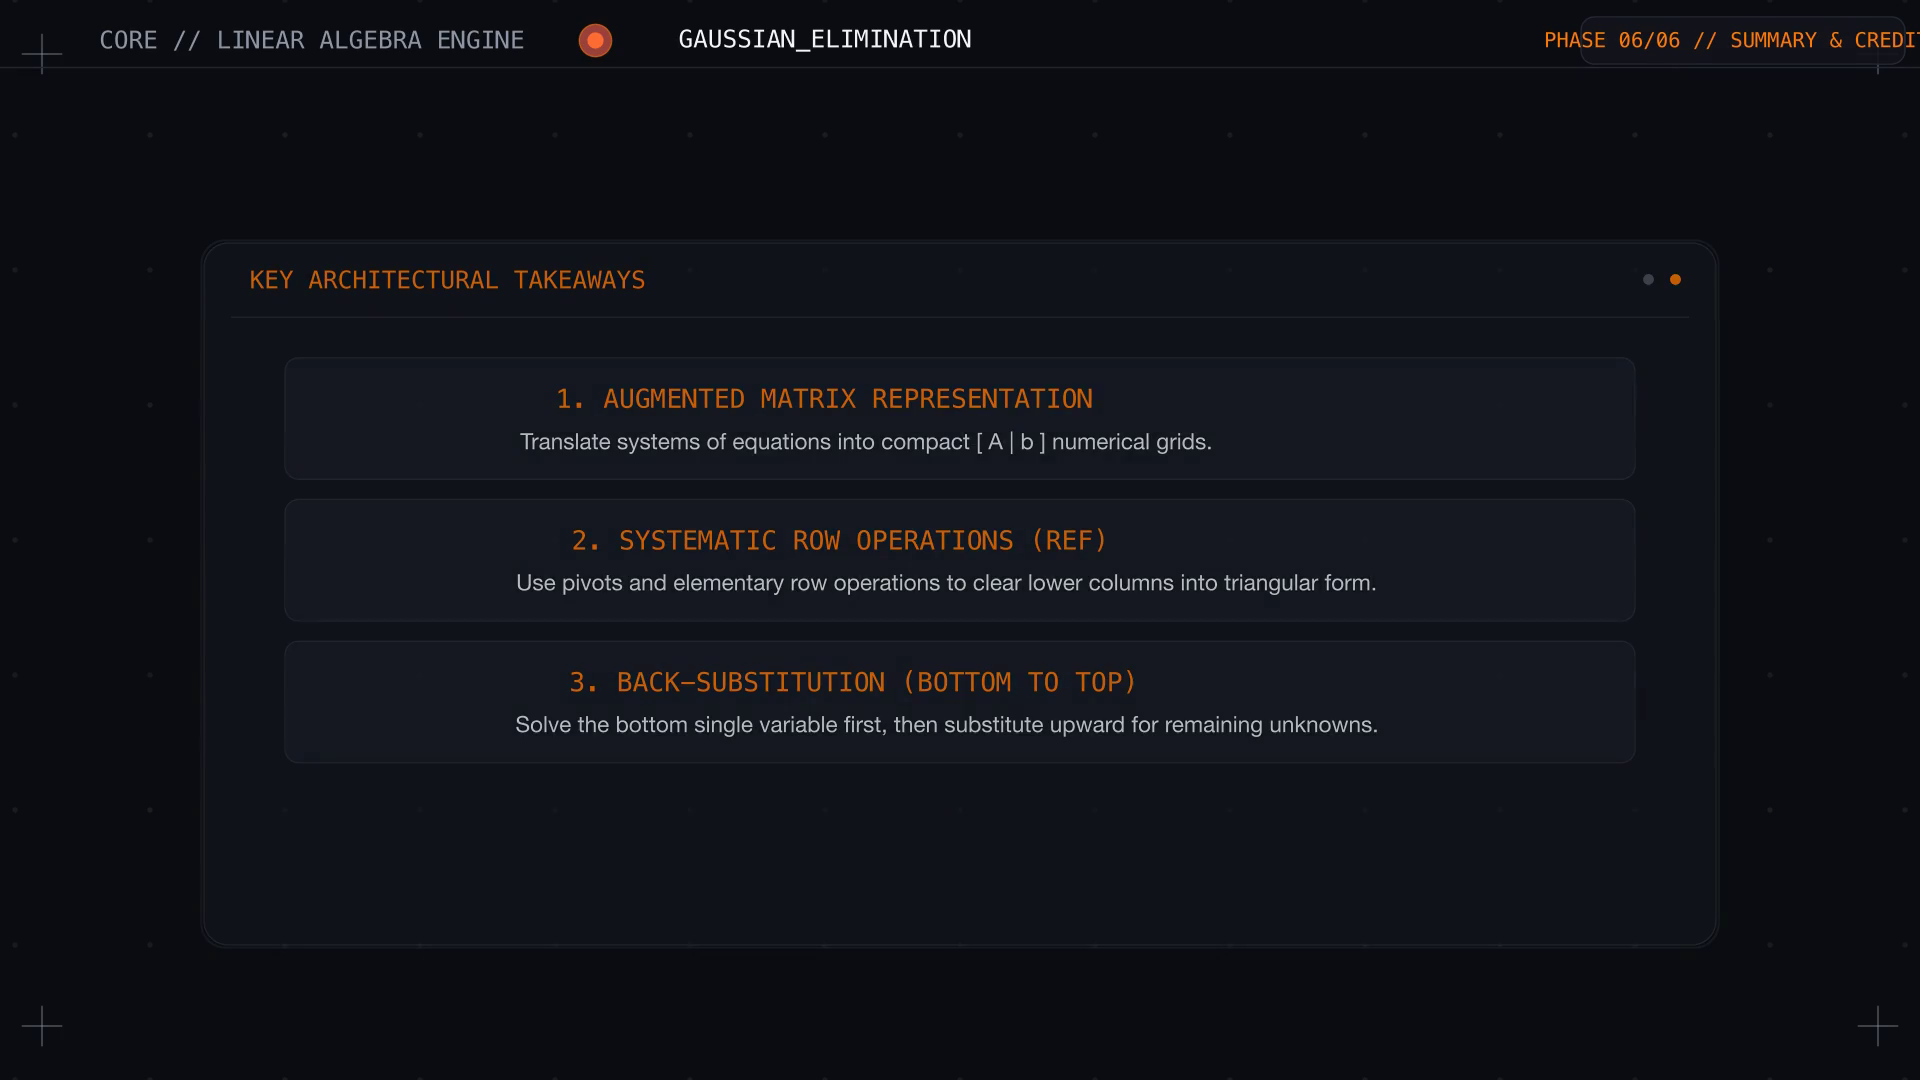 CORE // LINEAR ALGEBRA ENGINE
GAUSSIAN_ELIMINATION
PHASE 06/06 // SUMMARY & CREDIT
KEY ARCHITECTURAL TAKEAWAYS
1. AUGMENTED MATRIX REPRESENTATION
Translate systems of equations into compact [ A | b ] numerical grids.
2. SYSTEMATIC ROW OPERATIONS (REF)
Use pivots and elementary row operations to clear lower columns into triangular form.
3. BACK–SUBSTITUTION (BOTTOM TO TOP)
Solve the bottom single variable first, then substitute upward for remaining unknowns.